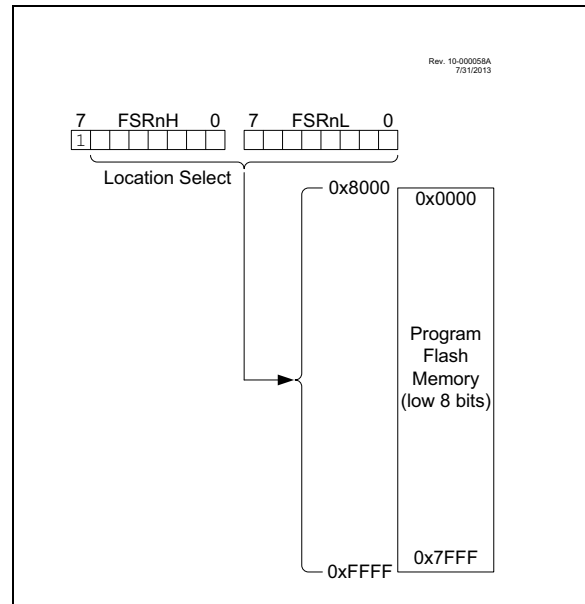 Rev. 10-000058A
7/31/2013
7 FSRnH 0 7 FSRnL 0
1
Location Select
0x8000
0x0000
Program
Flash
Memory
(low 8 bits)
0x7FFF
0xFFFF